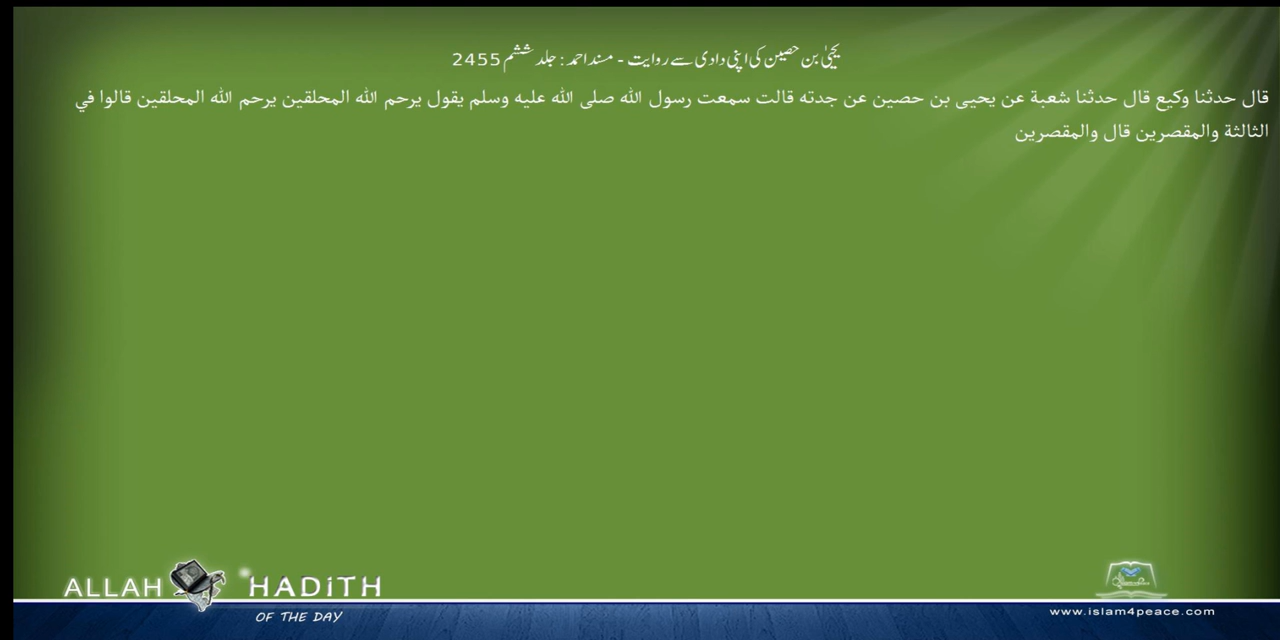 یحییٰ بن حصین کی اپنی دادی سے روایت - مسند احمد : جلد ششم 2455
قال حدثنا وكيع قال حدثنا شعبة عن يحيى بن حصين عن جدته قالت سمعت رسول الله صلى الله عليه وسلم يقول يرحم الله المحلقين يرحم الله المحلقين قالوا في
الثالثة والمقصرين قال والمقصرين
ALLAH HADITH
OF THE DAY
www.islam4peace.com